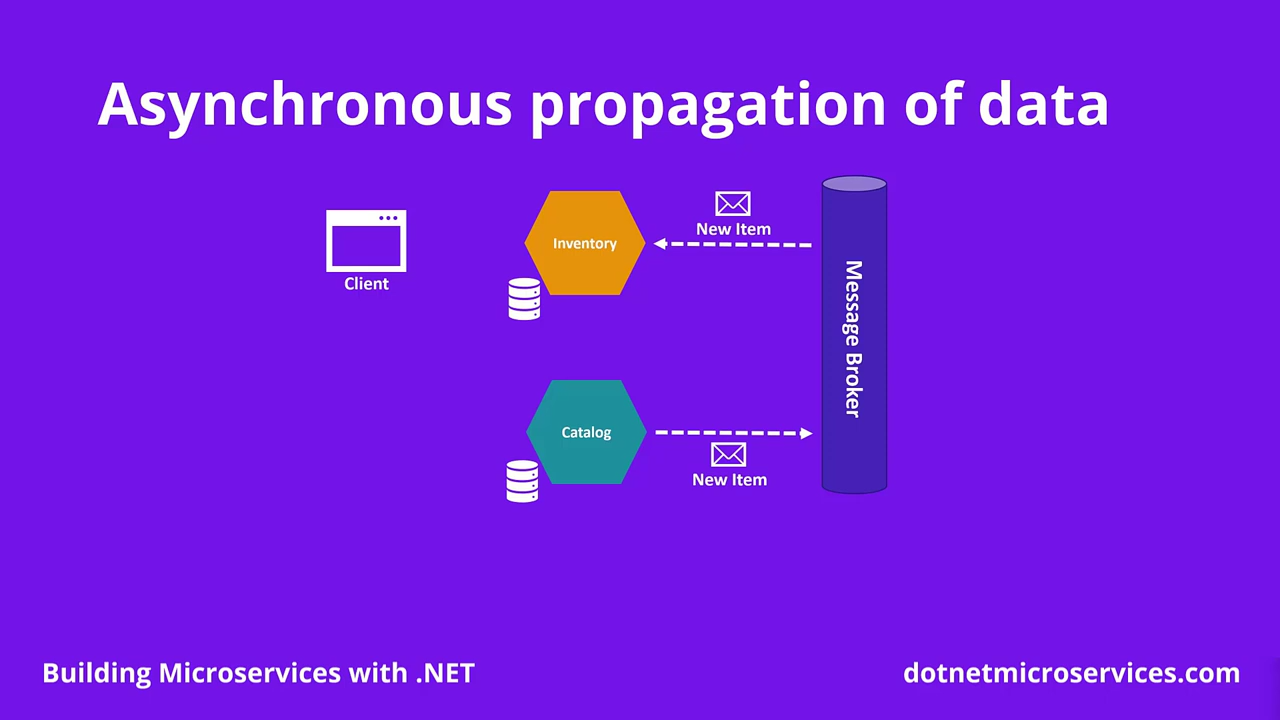 Asynchronous propagation of data
Client
Inventory
New Item
Message Broker
Catalog
New Item
Building Microservices with .NET
dotnetmicroservices.com